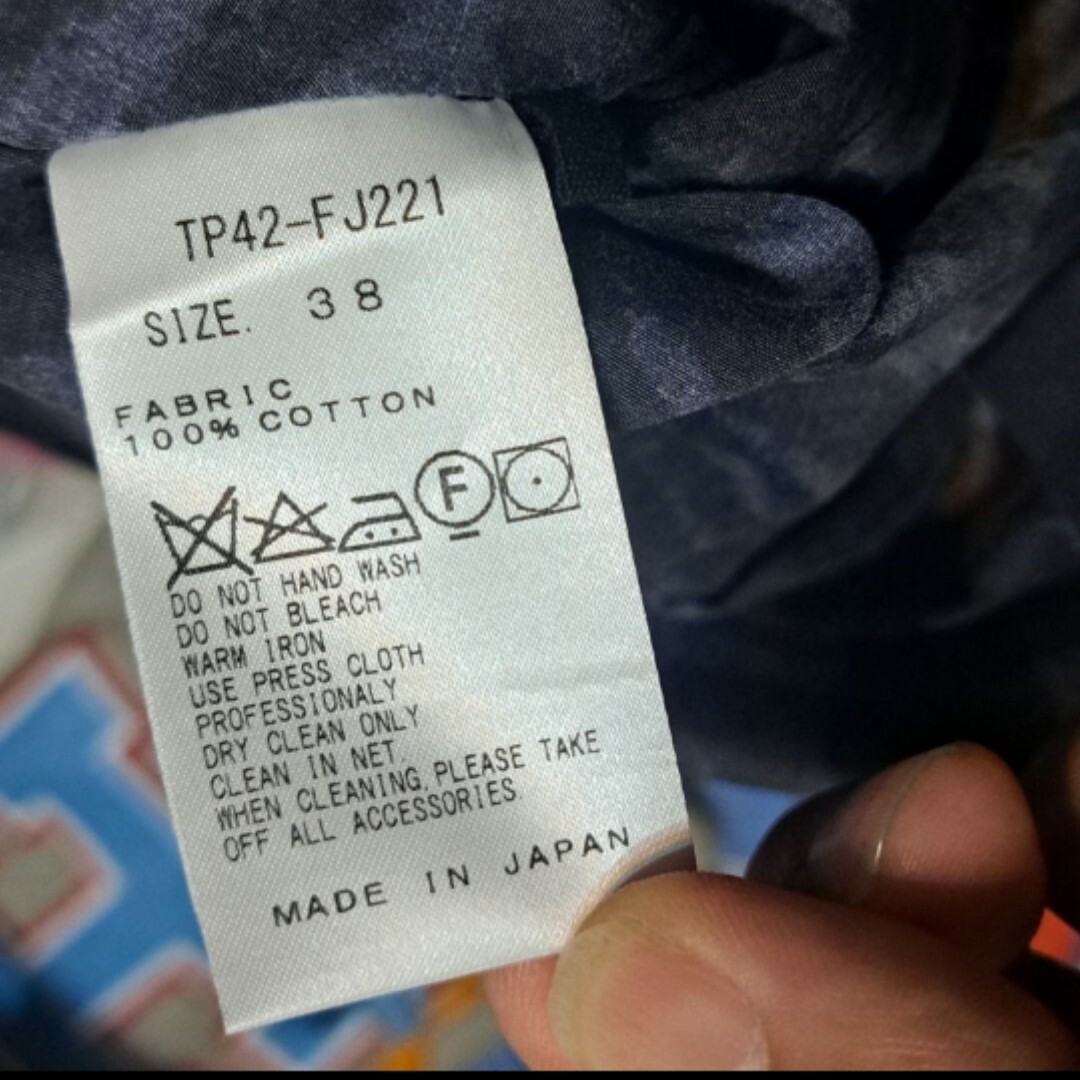 TP42-FJ221
SIZE. 38
FABRIC
100% COTTON
F
DO NOT HAND WASH
DO NOT BLEACH
WARM IRON
USE PRESS CLOTH
PROFESSIONALY
DRY CLEAN ONLY
CLEAN IN NET.
WHEN CLEANING,PLEASE TAKE
OFF ALL ACCESSORIES.
MADE IN JAPAN